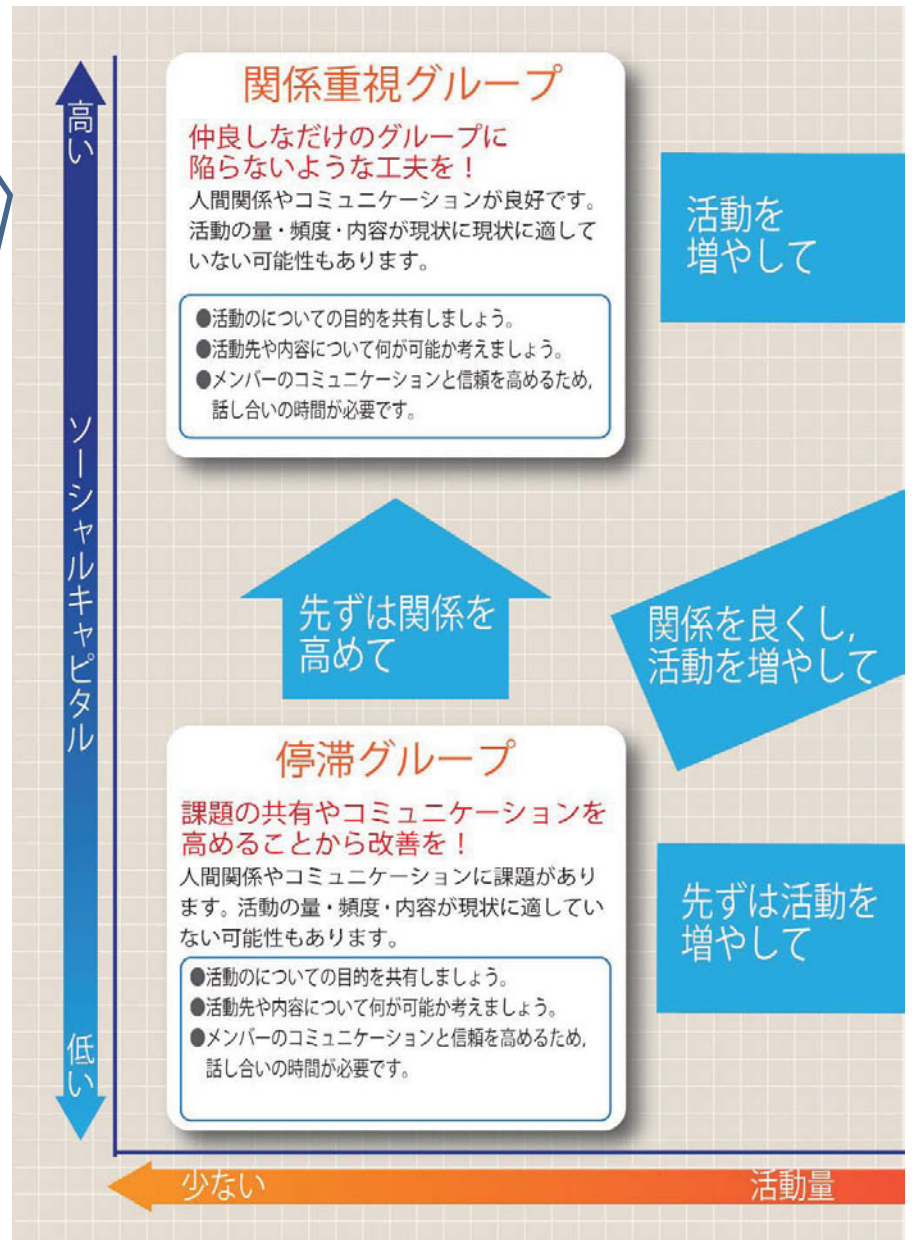 高い
ソーシャルキャピタル
低い
関係重視グループ
仲良しなだけのグループに
陥らないような工夫を！
人間関係やコミュニケーションが良好です。
活動の量・頻度・内容が現状に現状に適して
いない可能性もあります。
●活動のについての目的を共有しましょう。
●活動先や内容について何が可能か考えましょう。
●メンバーのコミュニケーションと信頼を高めるため，
話し合いの時間が必要です。
活動を
増やして
先ずは関係を
高めて
関係を良くし，
活動を増やして
停滞グループ
課題の共有やコミュニケーションを
高めることから改善を！
人間関係やコミュニケーションに課題があり
ます。活動の量・頻度・内容が現状に適してい
ない可能性もあります。
●活動のについての目的を共有しましょう。
●活動先や内容について何が可能か考えましょう。
●メンバーのコミュニケーションと信頼を高めるため，
話し合いの時間が必要です。
先ずは活動を
増やして
少ない
活動量